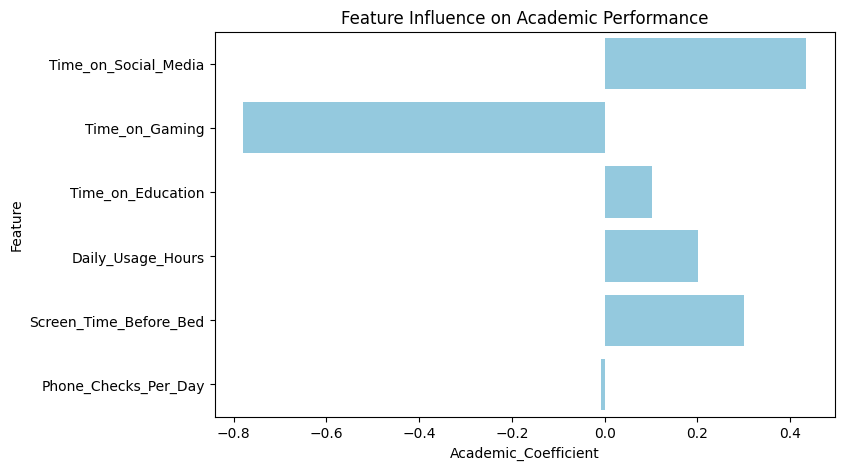 Feature Influence on Academic Performance
Time_on_Social_Media
Time_on_Gaming
Time_on_Education
Daily_Usage_Hours
Screen_Time_Before_Bed
Phone_Checks_Per_Day
Feature
−0.8 −0.6 −0.4 −0.2 0.0 0.2 0.4
Academic_Coefficient